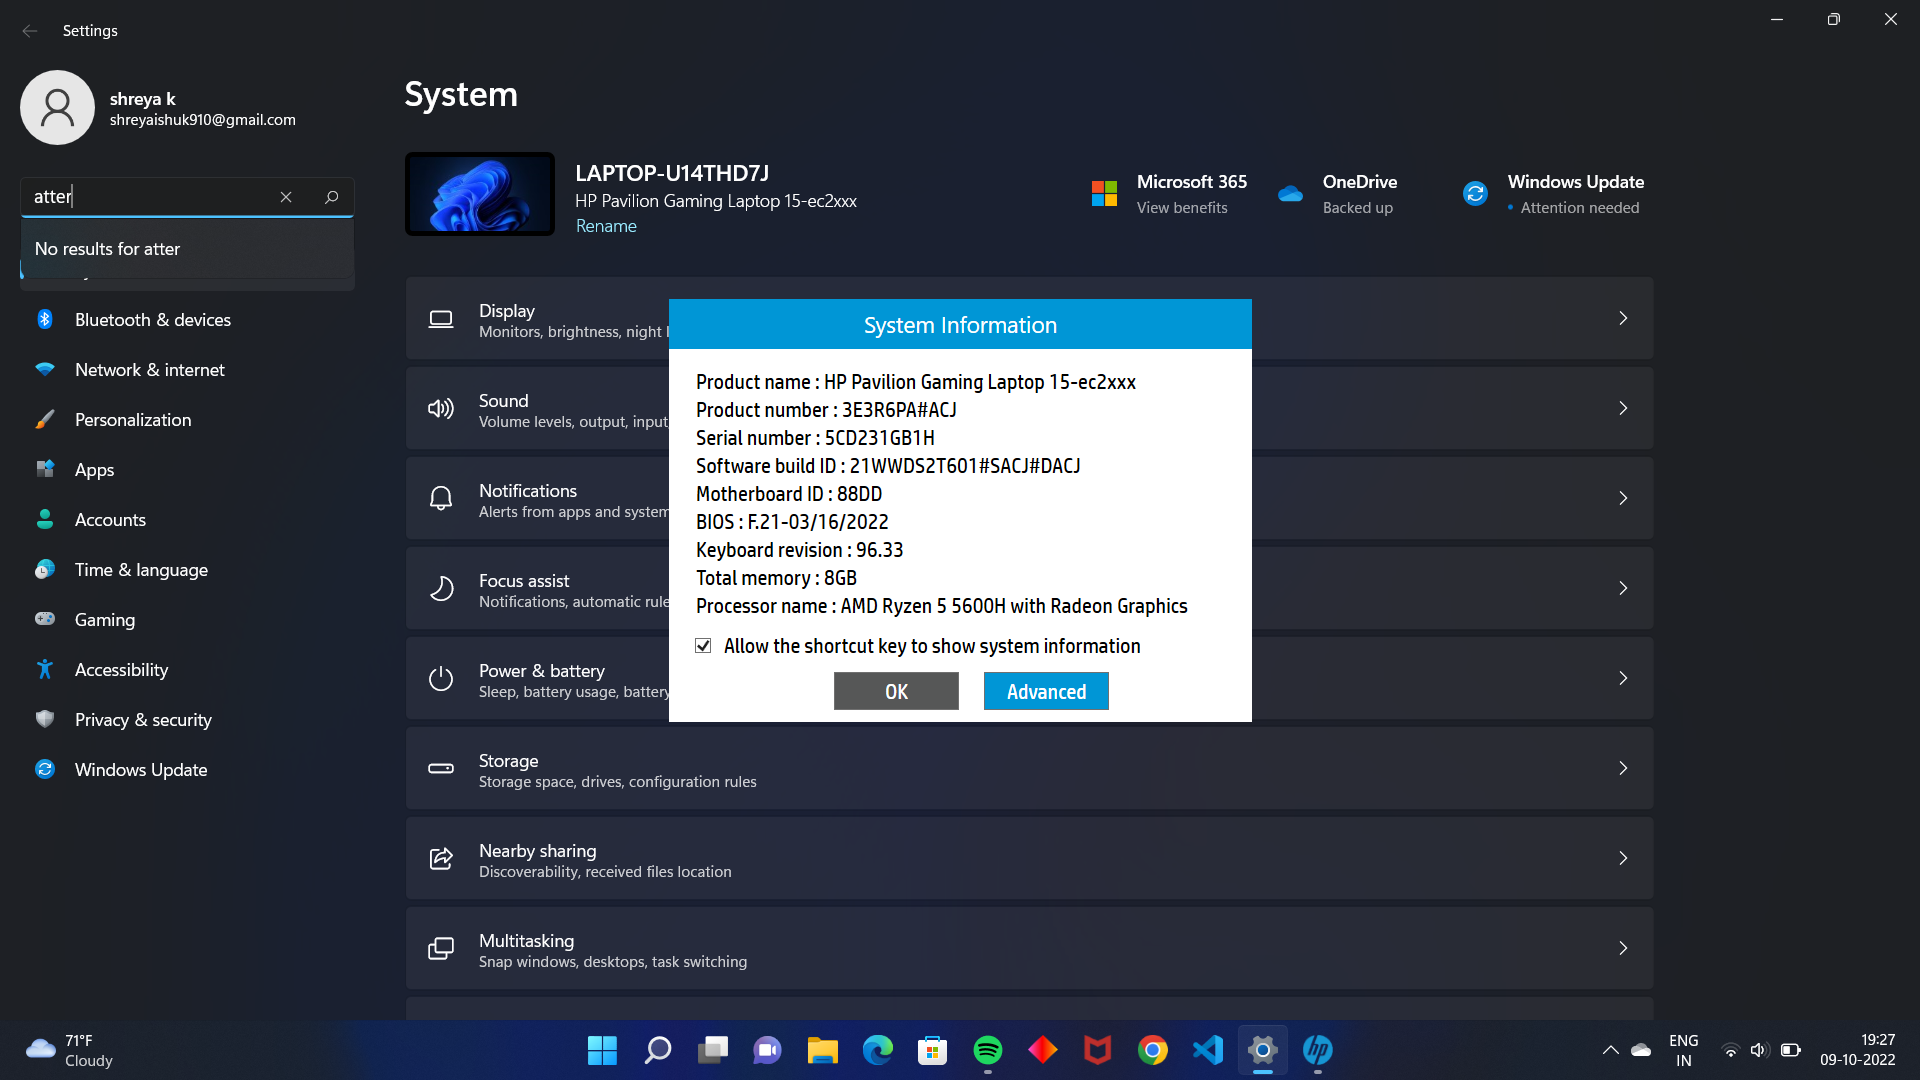 Settings
shreya k
shreyaishuk910@gmail.com
atter
No results for atter
Bluetooth & devices
Network & internet
Personalization
Apps
Accounts
Time & language
Gaming
Accessibility
Privacy & security
Windows Update
System
LAPTOP-U14THD7J
HP Pavilion Gaming Laptop 15-ec2xxx
Rename
Microsoft 365
View benefits
OneDrive
Backed up
Windows Update
• Attention needed
Display
Monitors, brightness, night
Sound
Volume levels, output, input,
Notifications
Alerts from apps and system
Focus assist
Notifications, automatic rule
Power & battery
Sleep, battery usage, battery
Storage
Storage space, drives, configuration rules
Nearby sharing
Discoverability, received files location
Multitasking
Snap windows, desktops, task switching
System Information
Product name : HP Pavilion Gaming Laptop 15-ec2xxx
Product number : 3E3R6PA#ACJ
Serial number : 5CD231GB1H
Software build ID : 21WWDS2T601#SACJ#DACJ
Motherboard ID : 88DD
BIOS : F.21-03/16/2022
Keyboard revision : 96.33
Total memory : 8GB
Processor name : AMD Ryzen 5 5600H with Radeon Graphics
Allow the shortcut key to show system information
OK
Advanced
71°F
Cloudy
hp
ENG
IN
19:27
09-10-2022